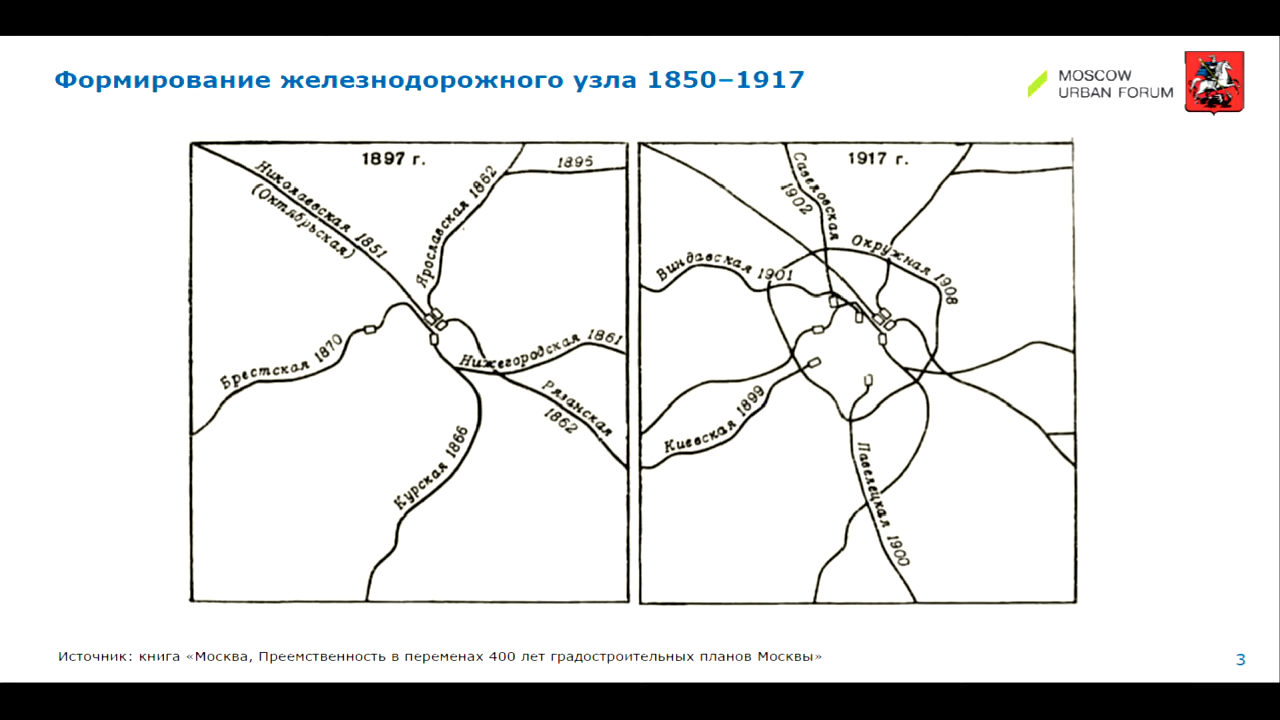 Формирование железнодорожного узла 1850–1917
MOSCOW
URBAN FORUM
1897 г.
Николаевская 1851
(Октябрьская)
Ярославская 1862
1895
Брестская 1870
Нижегородская 1861
Рязанская
1862
Курская 1866
1917 г.
Савеловская
1902
Окружная 1908
Виндавская 1901
Киевская 1899
Павелецкая 1900
Источник: книга «Москва, Преемственность в переменах 400 лет градостроительных планов Москвы»
3